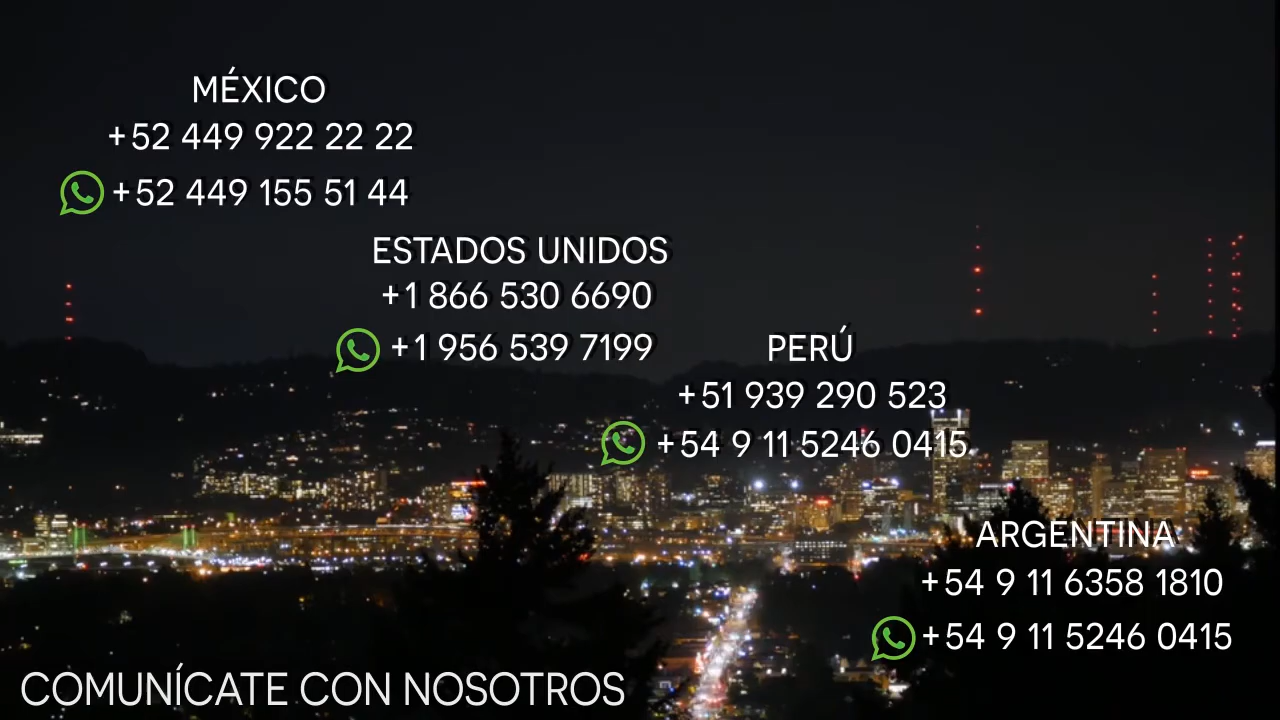 MÉXICO
+52 449 922 22 22
+52 449 155 51 44
ESTADOS UNIDOS
+1 866 530 6690
+1 956 539 7199
PERÚ
+51 939 290 523
+54 9 11 5246 0415
ARGENTINA
+54 9 11 6358 1810
+54 9 11 5246 0415
COMUNÍCATE CON NOSOTROS